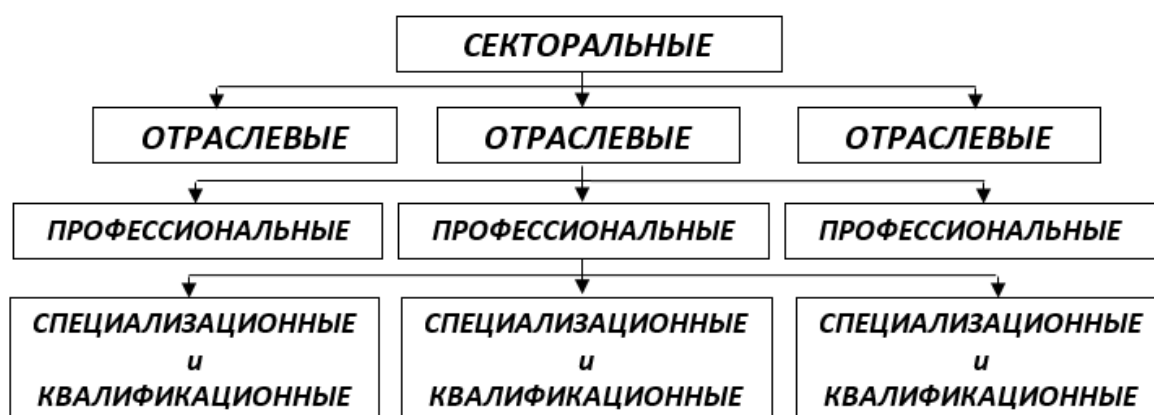 СЕКТОРАЛЬНЫЕ
ОТРАСЛЕВЫЕ
ОТРАСЛЕВЫЕ
ОТРАСЛЕВЫЕ
ПРОФЕССИОНАЛЬНЫЕ
ПРОФЕССИОНАЛЬНЫЕ
ПРОФЕССИОНАЛЬНЫЕ
СПЕЦИАЛИЗАЦИОННЫЕ
и
КВАЛИФИКАЦИОННЫЕ
СПЕЦИАЛИЗАЦИОННЫЕ
и
КВАЛИФИКАЦИОННЫЕ
СПЕЦИАЛИЗАЦИОННЫЕ
и
КВАЛИФИКАЦИОННЫЕ